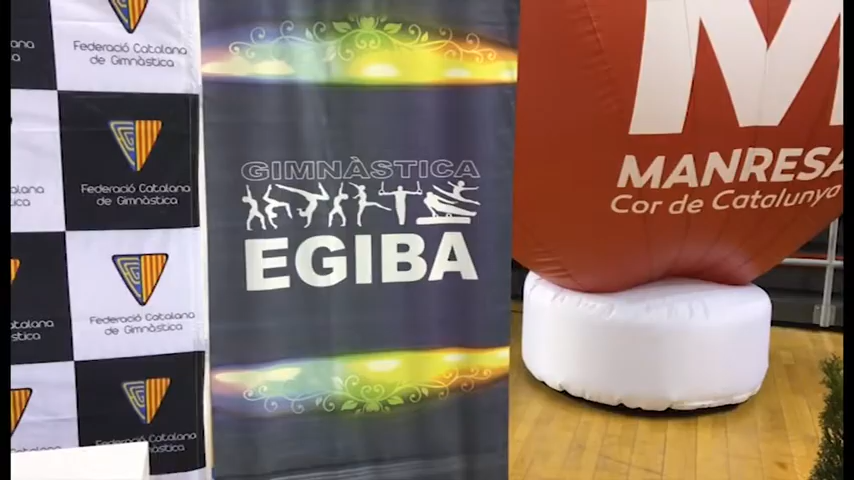 Federació Catalana
de Gimnàstica
Federació Catalana
de Gimnàstica
Federació Catalana
de Gimnàstica
Federació Catalana
de Gimnàstica
GIMNÀSTICA
EGIBA
M
MANRESA
Cor de Catalunya